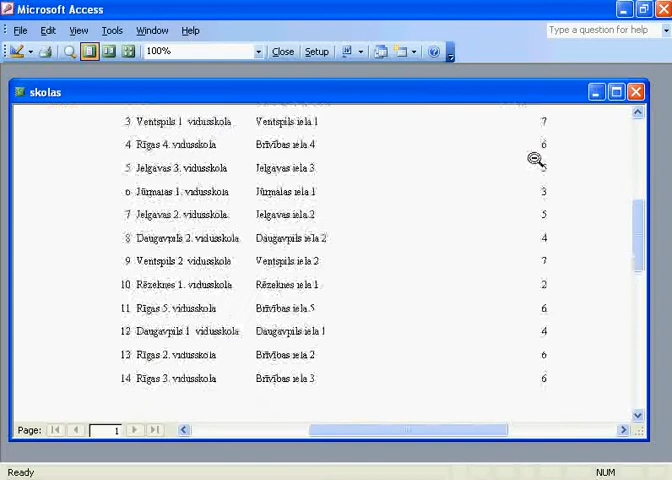 Microsoft Access
File Edit View Tools Window Help
Type a question for help
100% Close Setup
skolas
3 Ventspils 1 vidusskola Ventspils iela 1 7
4 Rīgas 4. vidusskola Brīvības iela 4 6
5 Jelgavas 3. vidusskola Jelgavas iela 3 5
6 Jūrmalas 1. vidusskola Jūrmalas iela 1 3
7 Jelgavas 2. vidusskola Jelgavas iela 2 5
8 Daugavpils 2. vidusskola Daugavpils iela 2 4
9 Ventspils 2 vidusskola Ventspils iela 2 7
10 Rēzeknes 1. vidusskola Rēzeknes iela 1 2
11 Rīgas 5. vidusskola Brīvības iela 5 6
12 Daugavpils 1 vidusskola Daugavpils iela 1 4
13 Rīgas 2. vidusskola Brīvības iela 2 6
14 Rīgas 3. vidusskola Brīvības iela 3 6
Page: 1
Ready NUM